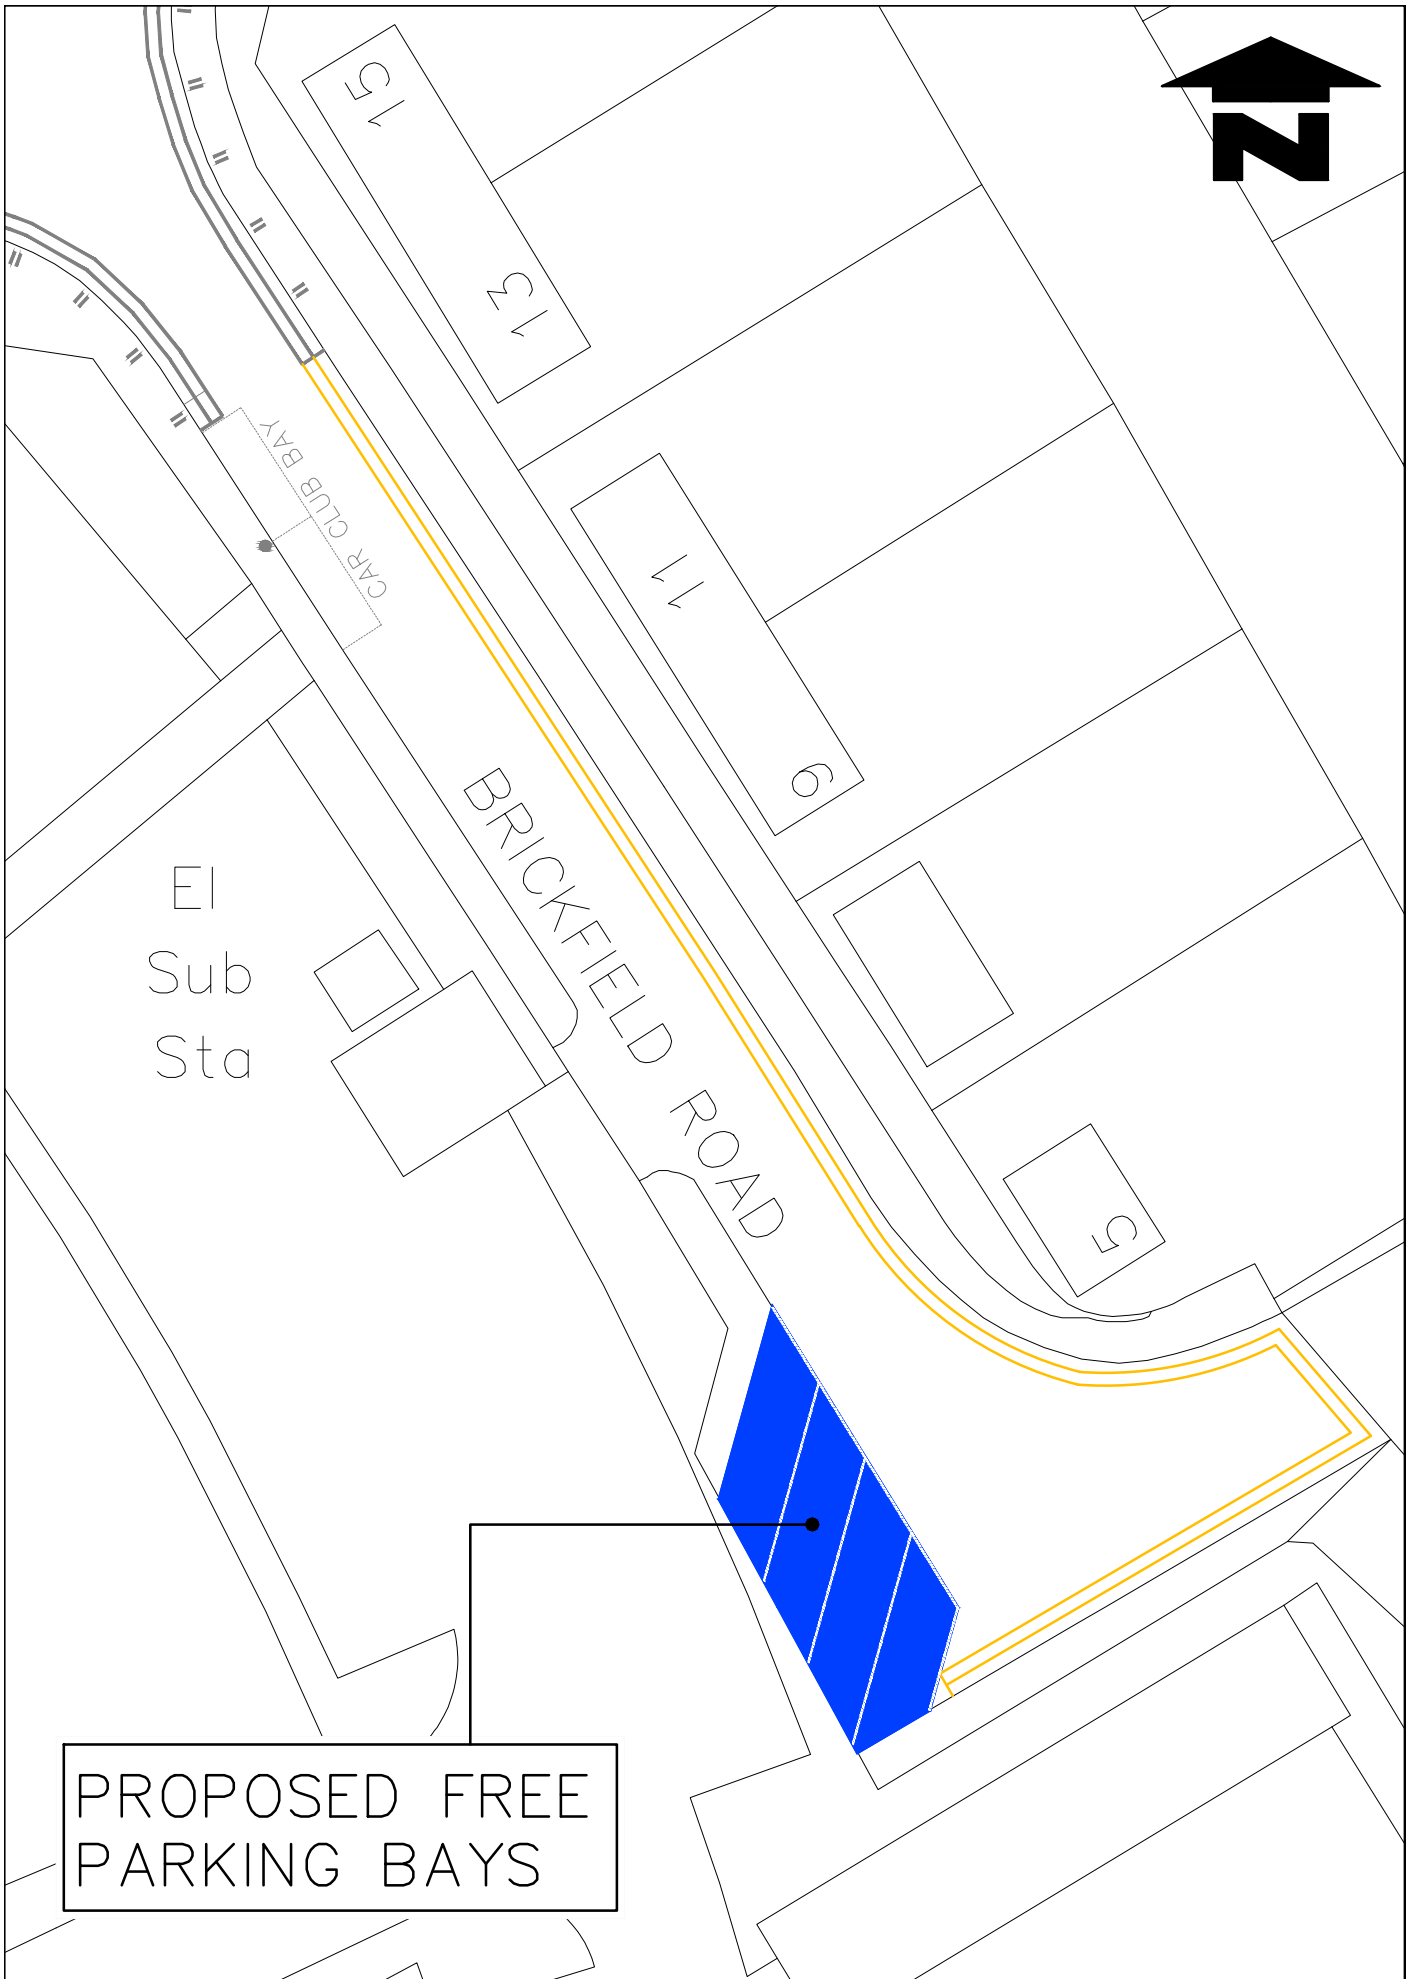 15
13
CAR CLUB BAY
11
9
BRICKFIELD ROAD
El
Sub
Sta
5
N
PROPOSED FREE
PARKING BAYS